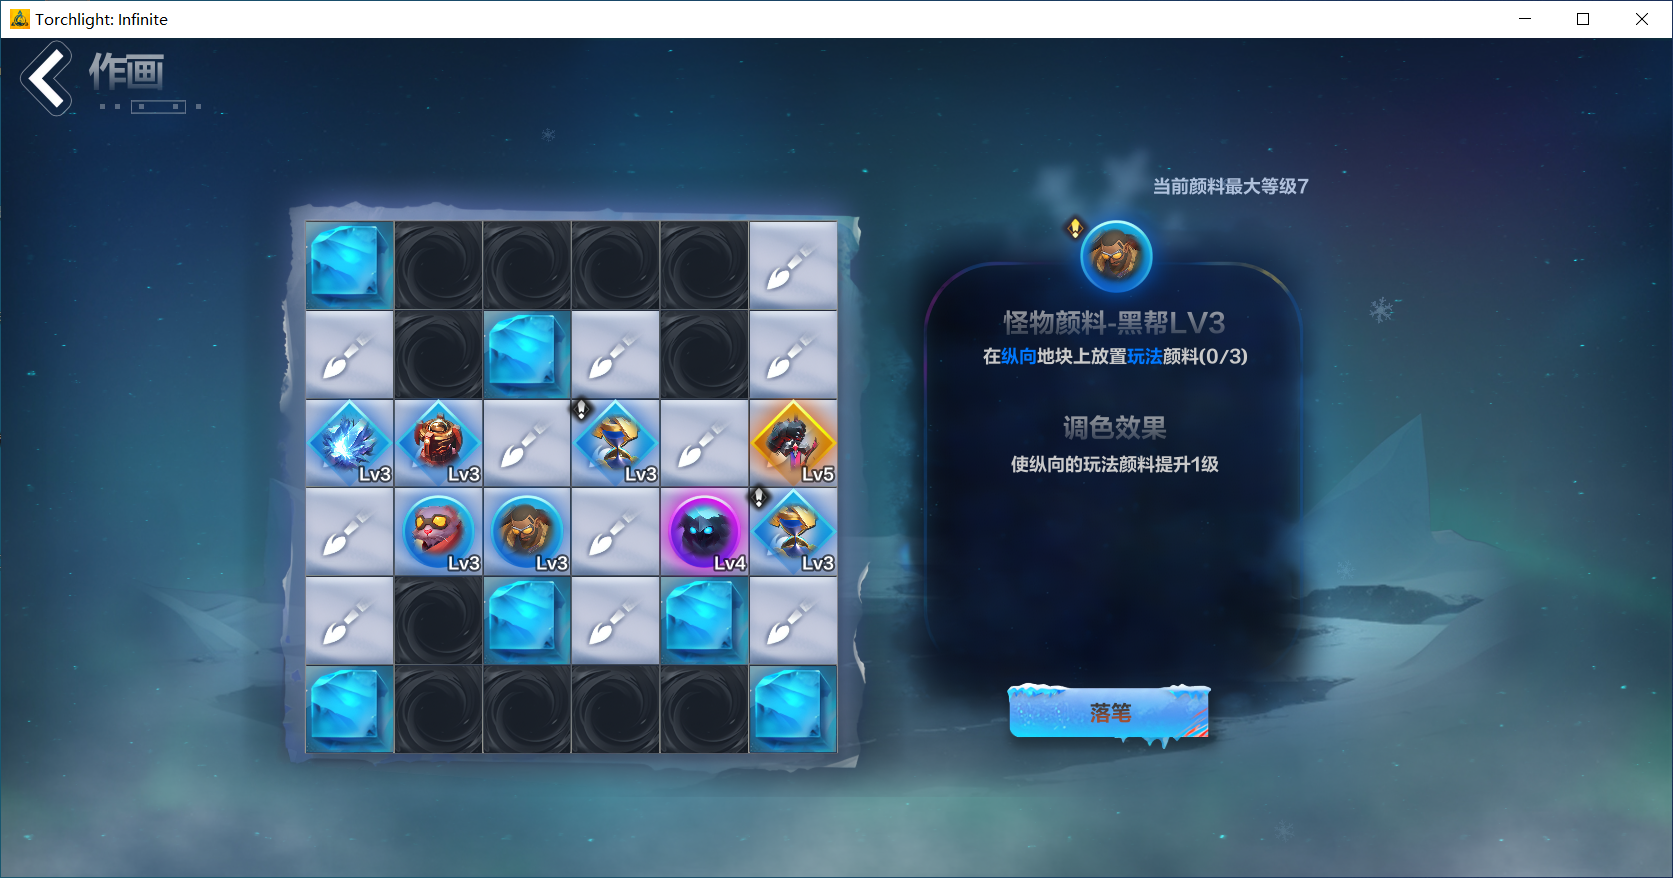 Torchlight: Infinite
作画
当前颜料最大等级7
怪物颜料-黑帮LV3
在纵向地块上放置玩法颜料(0/3)
调色效果
使纵向的玩法颜料提升1级
Lv3
Lv3
Lv3
Lv5
Lv3
Lv3
Lv4
Lv3
落笔